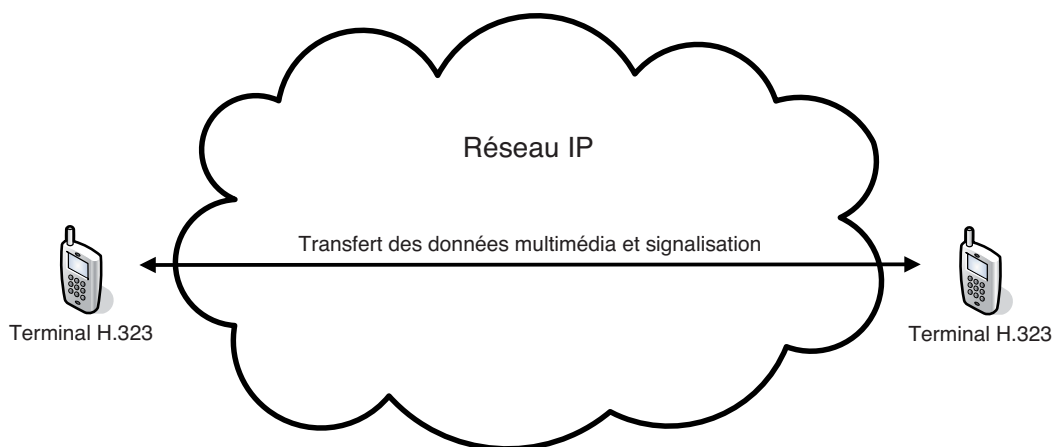 Réseau IP
Transfert des données multimédia et signalisation
Terminal H.323
Terminal H.323